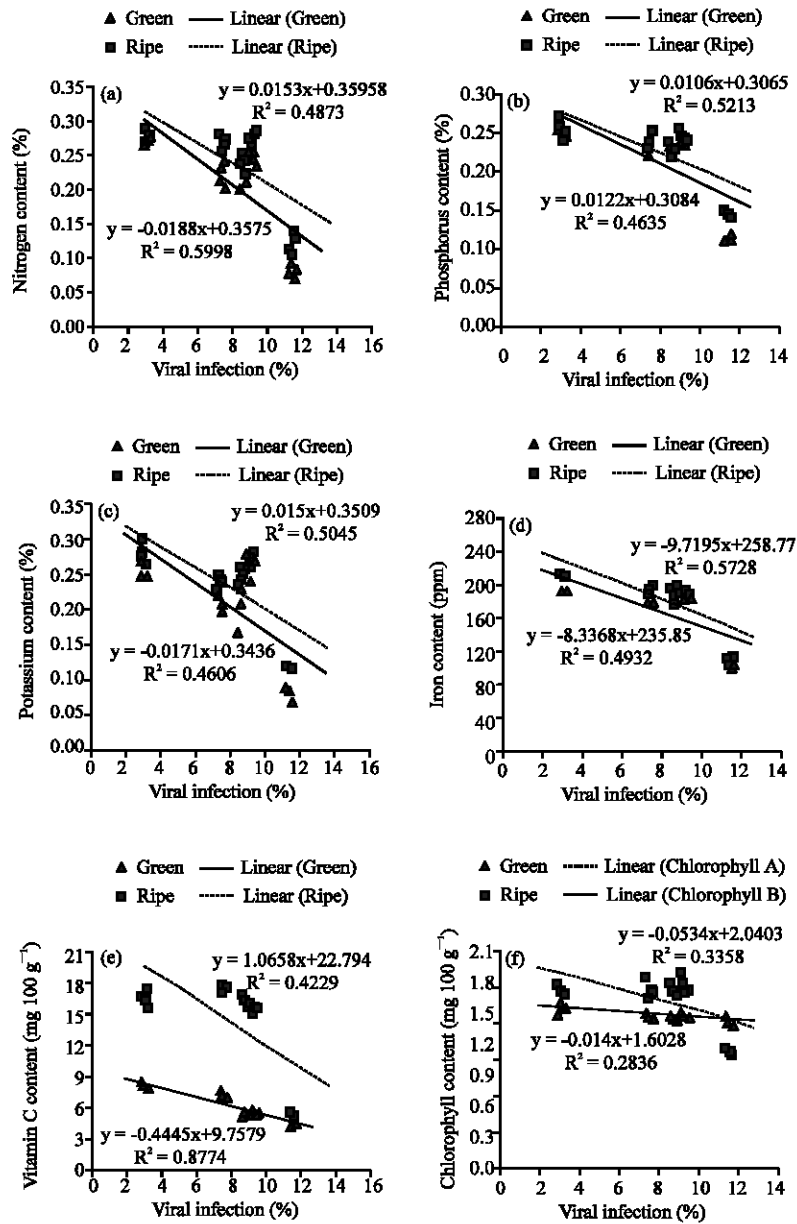 Green Linear (Green)
Ripe Linear (Ripe)
(a)
y = 0.0153x+0.35958
R² = 0.4873
y = -0.0188x+0.3575
R² = 0.5998
Nitrogen content (%)
0.35
0.30
0.25
0.20
0.15
0.10
0.05
0.00
0 2 4 6 8 10 12 14 16
Viral infection (%)
Green Linear (Green)
Ripe Linear (Ripe)
(b)
y = 0.0106x+0.3065
R² = 0.5213
y = 0.0122x+0.3084
R² = 0.4635
Phosphorus content (%)
0.35
0.30
0.25
0.20
0.15
0.10
0.05
0.00
0 2 4 6 8 10 12 14
Viral infection (%)
Green Linear (Green)
Ripe Linear (Ripe)
(c)
y = 0.015x+0.3509
R² = 0.5045
y = -0.0171x+0.3436
R² = 0.4606
Potassium content (%)
0.35
0.30
0.25
0.20
0.15
0.10
0.05
0.00
0 2 4 6 8 10 12 14 16
Viral infection (%)
Green Linear (Green)
Ripe Linear (Ripe)
(d)
y = -9.7195x+258.77
R² = 0.5728
y = -8.3368x+235.85
R² = 0.4932
Iron content (ppm)
280
240
200
160
200
80
40
0
0 2 4 6 8 10 12 14
Viral infection (%)
Green Linear (Green)
Ripe Linear (Ripe)
(e)
y = 1.0658x+22.794
R² = 0.4229
y = -0.4445x+9.7579
R² = 0.8774
Vitamin C content (mg 100 g⁻¹)
21
18
15
12
9
6
3
0
0 2 4 6 8 10 12 14
Viral infection (%)
Green Linear (Chlorophyll A)
Ripe Linear (Chlorophyll B)
(f)
y = -0.0534x+2.0403
R² = 0.3358
y = -0.014x+1.6028
R² = 0.2836
Chlorophyll content (mg 100 g⁻¹)
2.1
1.8
1.5
1.2
1.6
0.6
0.3
0.0
0 2 4 6 8 10 12 14
Viral infection (%)